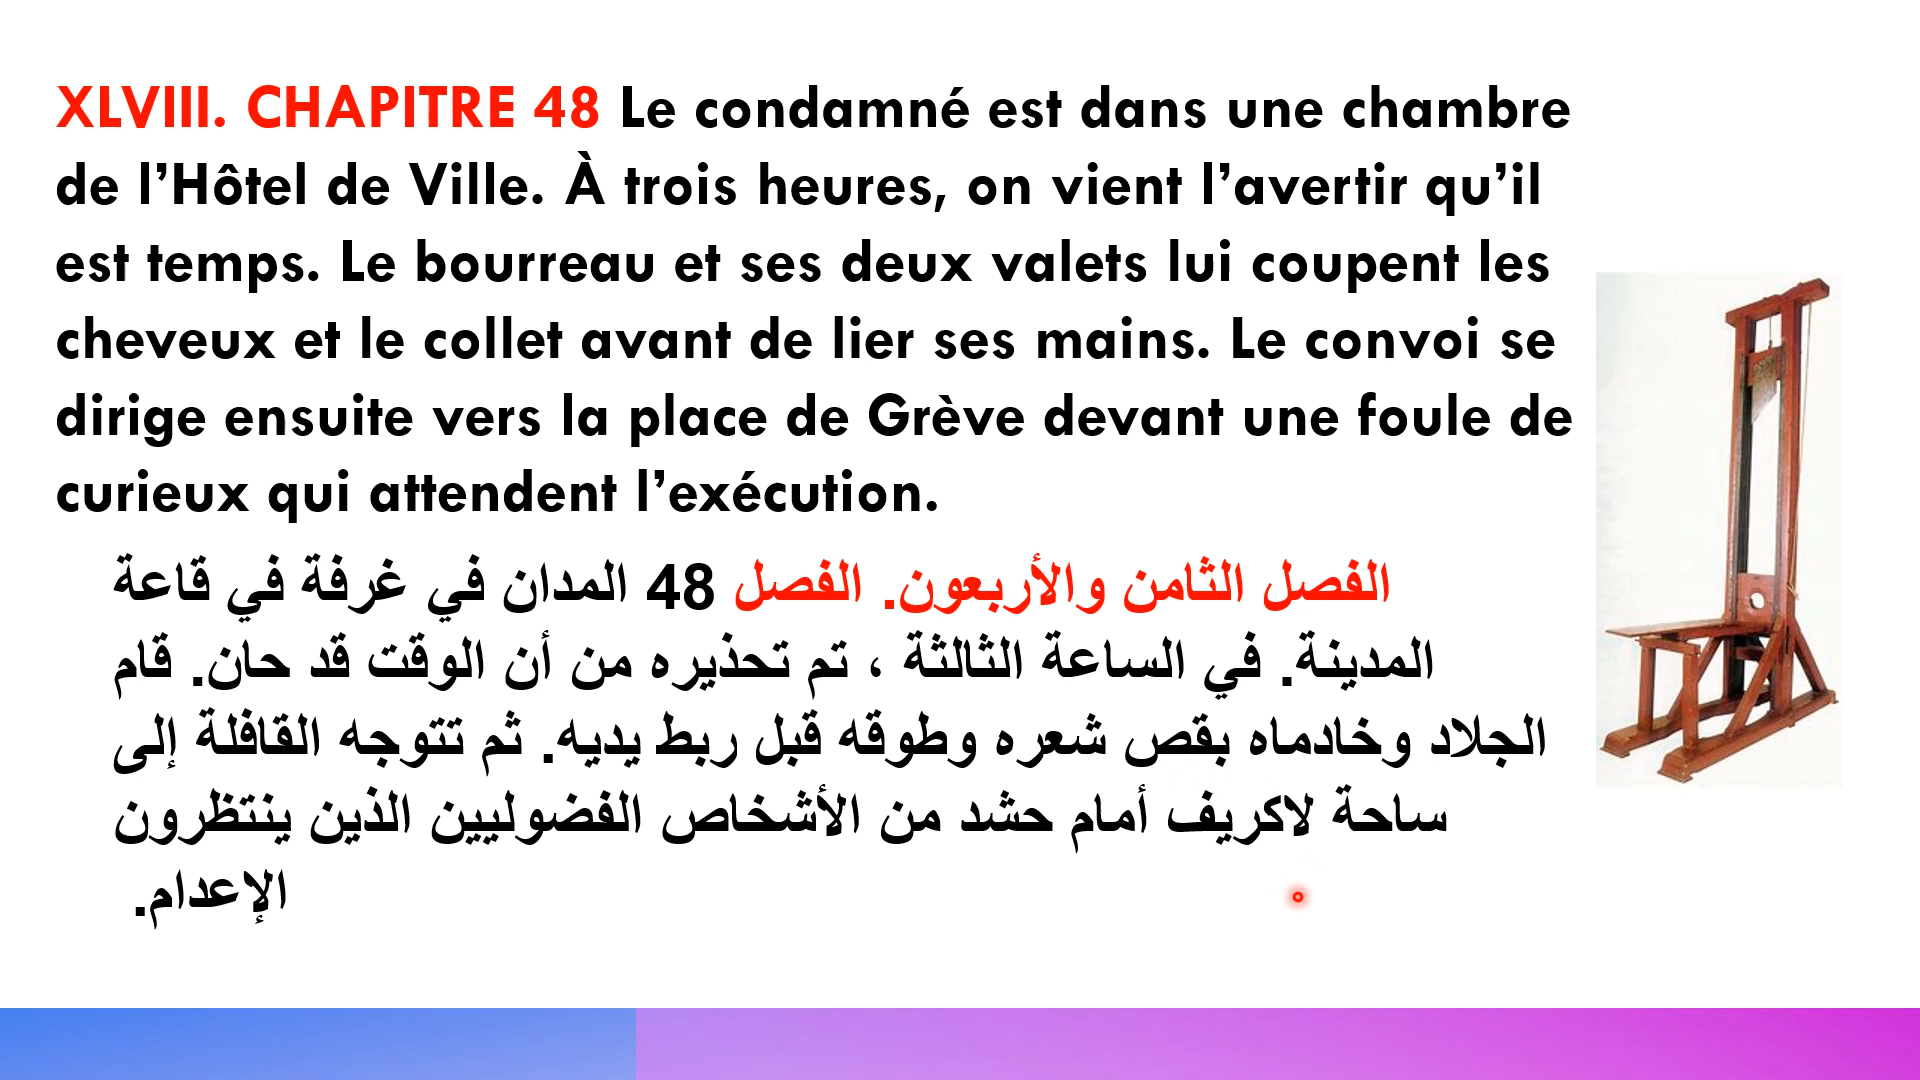 XLVIII. CHAPITRE 48 Le condamné est dans une chambre
de l’Hôtel de Ville. À trois heures, on vient l’avertir qu’il
est temps. Le bourreau et ses deux valets lui coupent les
cheveux et le collet avant de lier ses mains. Le convoi se
dirige ensuite vers la place de Grève devant une foule de
curieux qui attendent l’exécution.
الفصل الثامن والأربعون. الفصل 48 المدان في غرفة في قاعة
المدينة. في الساعة الثالثة ، تم تحذيره من أن الوقت قد حان. قام
الجلاد وخادماه بقص شعره وطوقه قبل ربط يديه. ثم تتوجه القافلة إلى
ساحة لاكريف أمام حشد من الأشخاص الفضوليين الذين ينتظرون
الإعدام.